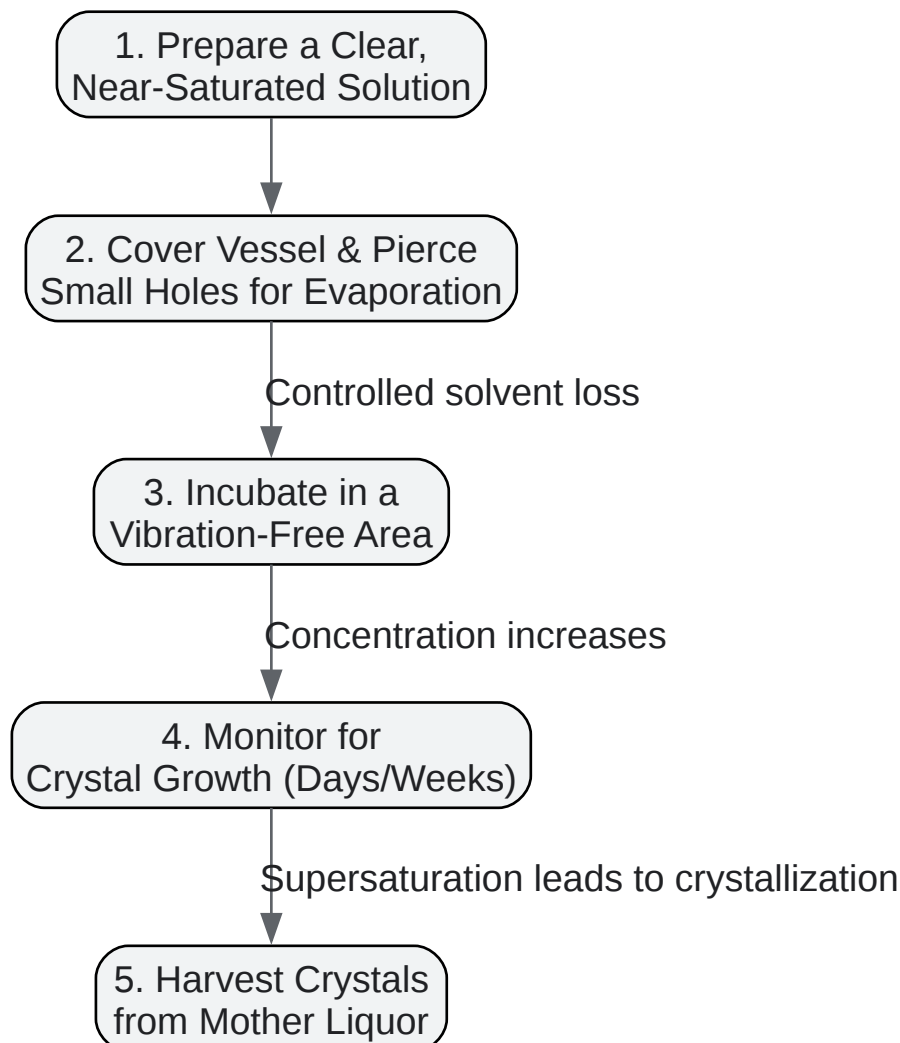 1. Prepare a Clear,
Near-Saturated Solution
2. Cover Vessel & Pierce
Small Holes for Evaporation
Controlled solvent loss
3. Incubate in a
Vibration-Free Area
Concentration increases
4. Monitor for
Crystal Growth (Days/Weeks)
Supersaturation leads to crystallization
5. Harvest Crystals
from Mother Liquor